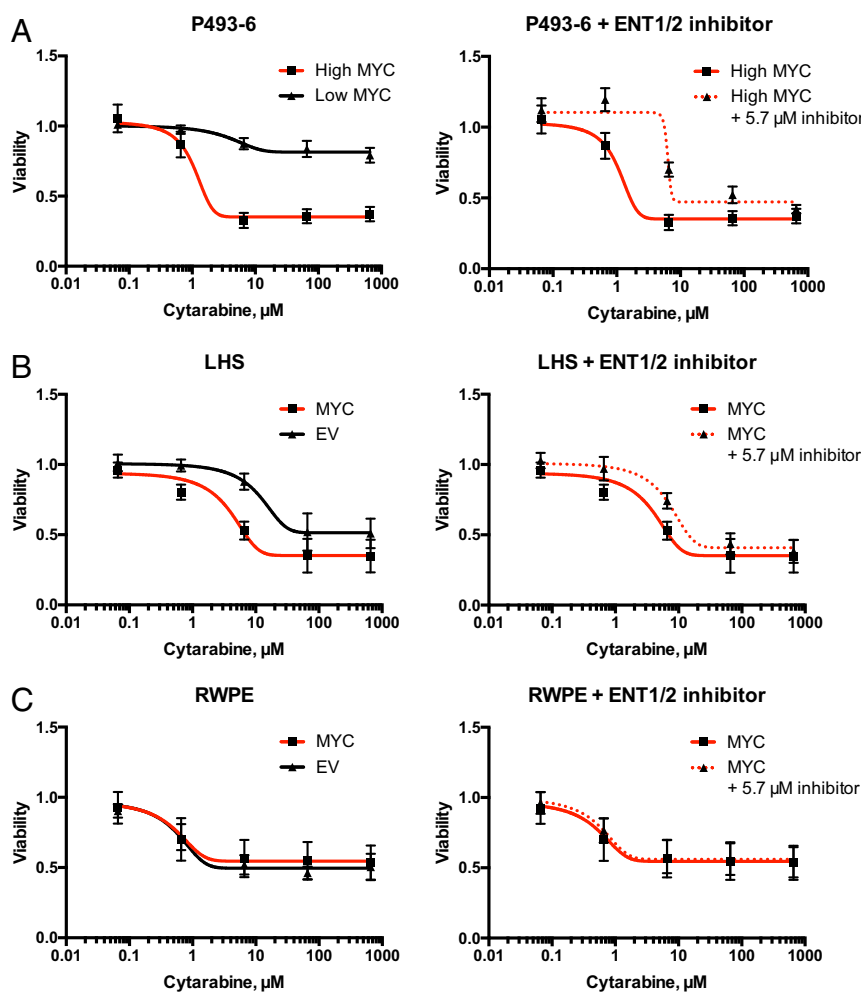 A
P493-6
1.5
1.0
0.5
0.0
Viability
High MYC
Low MYC
0.01 0.1 1 10 100 1000
Cytarabine, µM
P493-6 + ENT1/2 inhibitor
1.5
1.0
0.5
0.0
Viability
High MYC
High MYC
+ 5.7 µM inhibitor
0.01 0.1 1 10 100 1000
Cytarabine, µM
B
LHS
1.5
1.0
0.5
0.0
Viability
MYC
EV
0.01 0.1 1 10 100 1000
Cytarabine, µM
LHS + ENT1/2 inhibitor
1.5
1.0
0.5
0.0
Viability
MYC
MYC
+ 5.7 µM inhibitor
0.01 0.1 1 10 100 1000
Cytarabine, µM
C
RWPE
1.5
1.0
0.5
0.0
Viability
MYC
EV
0.01 0.1 1 10 100 1000
Cytarabine, µM
RWPE + ENT1/2 inhibitor
1.5
1.0
0.5
0.0
Viability
MYC
MYC
+ 5.7 µM inhibitor
0.01 0.1 1 10 100 1000
Cytarabine, µM